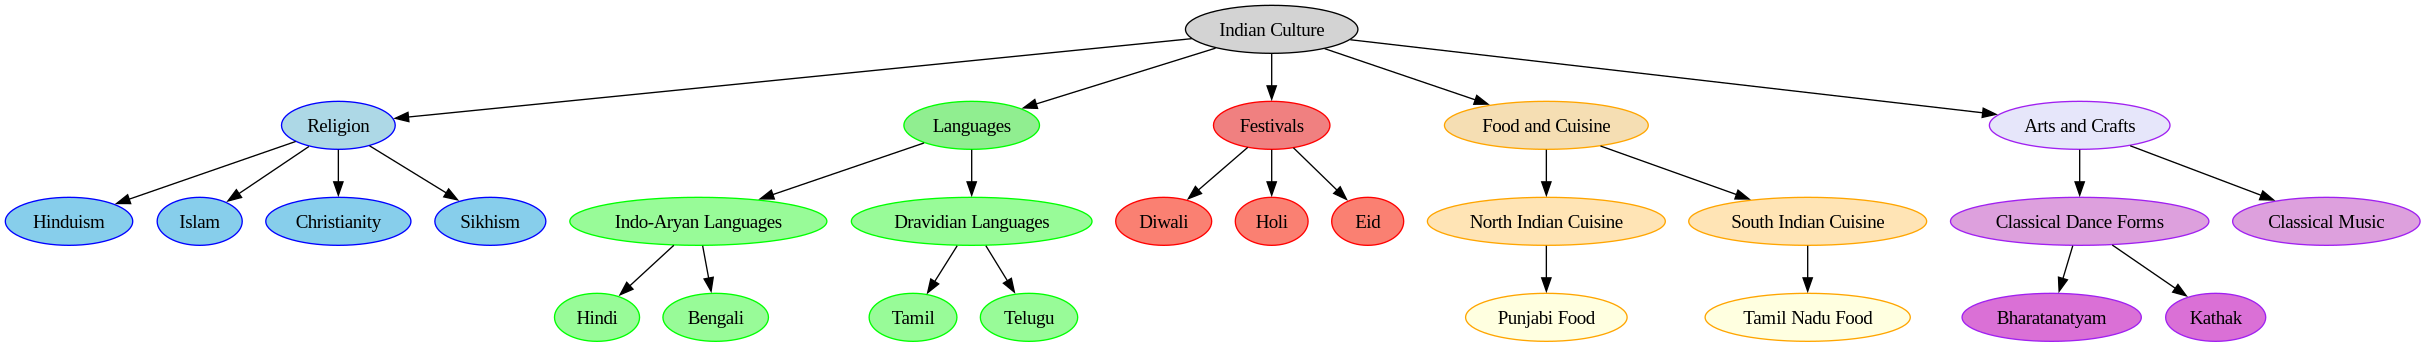 Indian Culture
Religion
Languages
Festivals
Food and Cuisine
Arts and Crafts
Hinduism
Islam
Christianity
Sikhism
Indo-Aryan Languages
Dravidian Languages
Diwali
Holi
Eid
North Indian Cuisine
South Indian Cuisine
Classical Dance Forms
Classical Music
Hindi
Bengali
Tamil
Telugu
Punjabi Food
Tamil Nadu Food
Bharatanatyam
Kathak